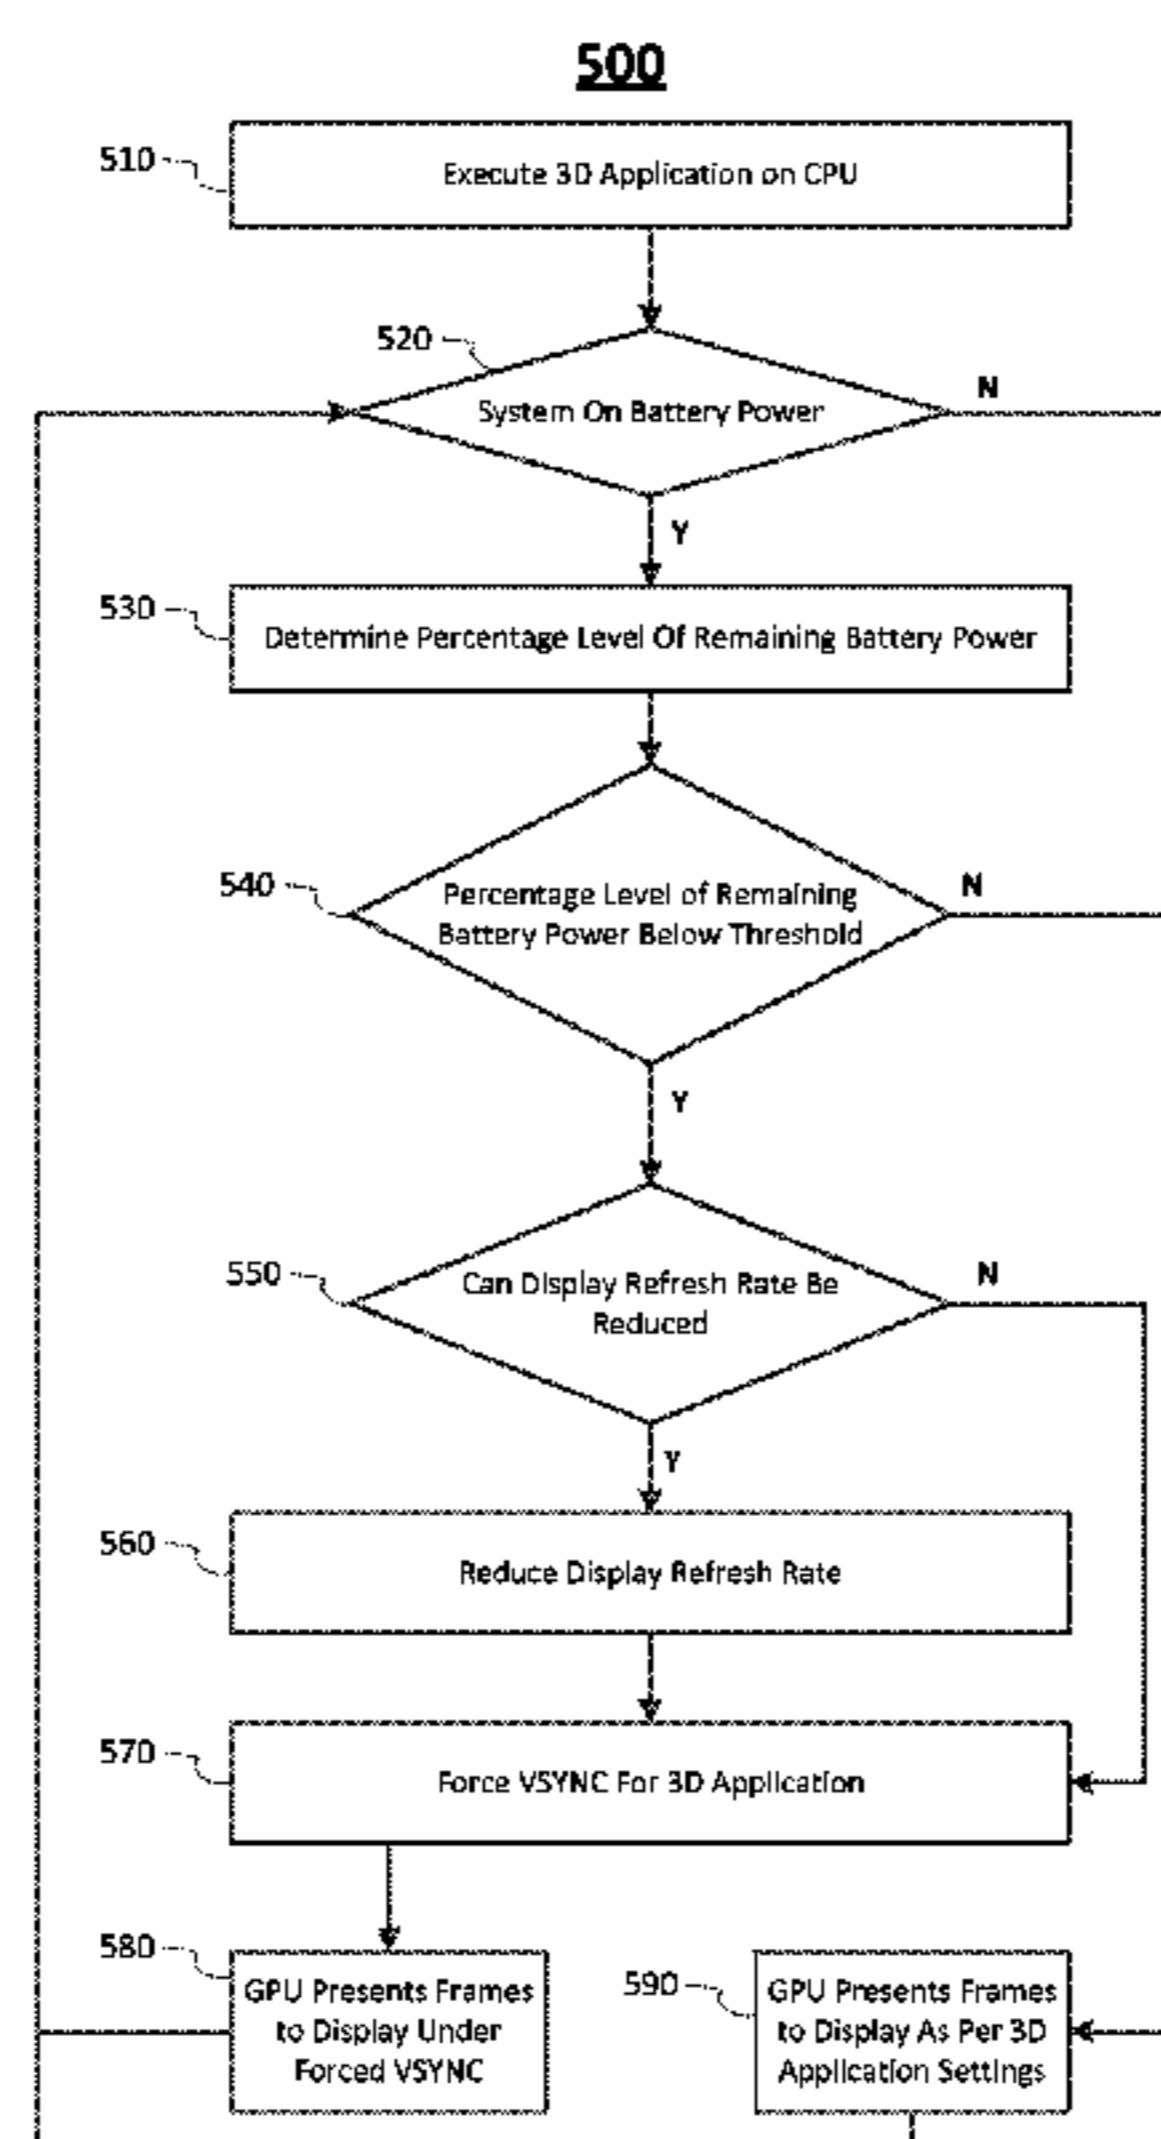 500
510
Execute 3D Application on CPU
520
System On Battery Power
N
Y
530
Determine Percentage Level Of Remaining Battery Power
540
Percentage Level of Remaining
Battery Power Below Threshold
N
Y
550
Can Display Refresh Rate Be
Reduced
N
Y
560
Reduce Display Refresh Rate
570
Force VSYNC For 3D Application
580
GPU Presents Frames
to Display Under
Forced VSYNC
590
GPU Presents Frames
to Display As Per 3D
Application Settings